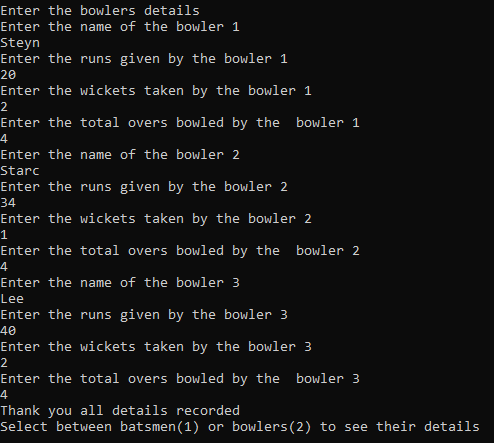 Enter the bowlers details
Enter the name of the bowler 1
Steyn
Enter the runs given by the bowler 1
20
Enter the wickets taken by the bowler 1
2
Enter the total overs bowled by the  bowler 1
4
Enter the name of the bowler 2
Starc
Enter the runs given by the bowler 2
34
Enter the wickets taken by the bowler 2
1
Enter the total overs bowled by the  bowler 2
4
Enter the name of the bowler 3
Lee
Enter the runs given by the bowler 3
40
Enter the wickets taken by the bowler 3
2
Enter the total overs bowled by the  bowler 3
4
Thank you all details recorded
Select between batsmen(1) or bowlers(2) to see their details